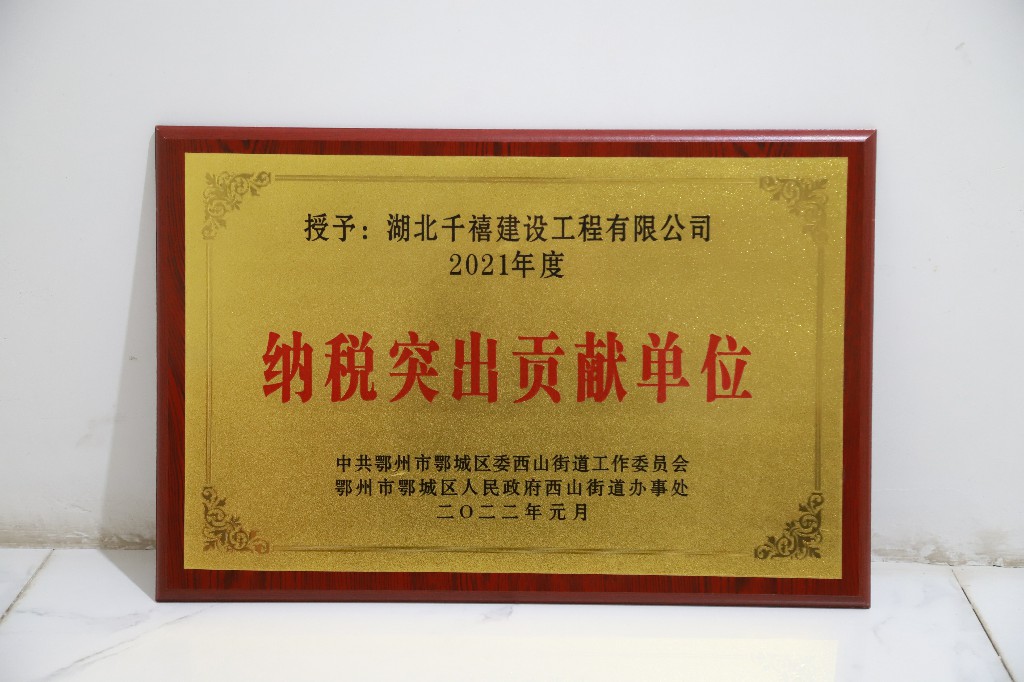 授予：湖北千禧建设工程有限公司
2021年度
纳税突出贡献单位
中共鄂州市鄂城区委西山街道工作委员会
鄂州市鄂城区人民政府西山街道办事处
二〇二二年元月